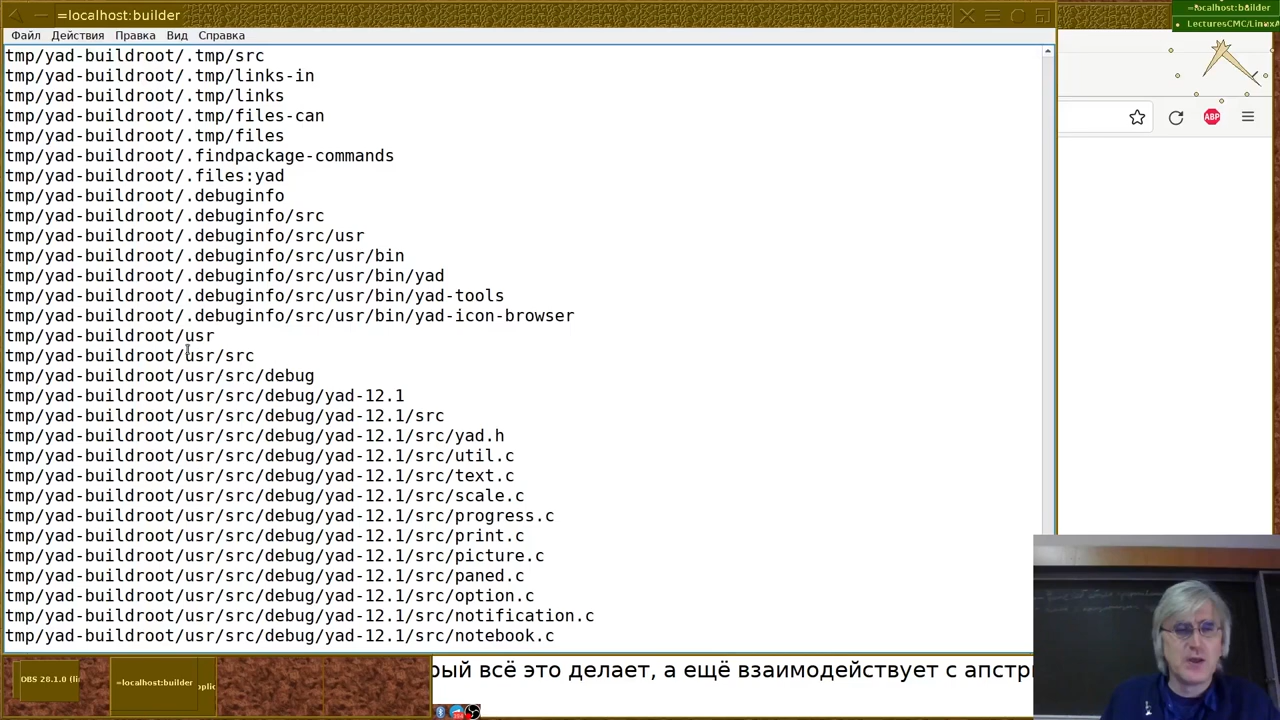 =localhost:builder
Файл Действия Правка Вид Справка
tmp/yad-buildroot/.tmp/src
tmp/yad-buildroot/.tmp/links-in
tmp/yad-buildroot/.tmp/links
tmp/yad-buildroot/.tmp/files-can
tmp/yad-buildroot/.tmp/files
tmp/yad-buildroot/.findpackage-commands
tmp/yad-buildroot/.files:yad
tmp/yad-buildroot/.debuginfo
tmp/yad-buildroot/.debuginfo/src
tmp/yad-buildroot/.debuginfo/src/usr
tmp/yad-buildroot/.debuginfo/src/usr/bin
tmp/yad-buildroot/.debuginfo/src/usr/bin/yad
tmp/yad-buildroot/.debuginfo/src/usr/bin/yad-tools
tmp/yad-buildroot/.debuginfo/src/usr/bin/yad-icon-browser
tmp/yad-buildroot/usr
tmp/yad-buildroot/usr/src
tmp/yad-buildroot/usr/src/debug
tmp/yad-buildroot/usr/src/debug/yad-12.1
tmp/yad-buildroot/usr/src/debug/yad-12.1/src
tmp/yad-buildroot/usr/src/debug/yad-12.1/src/yad.h
tmp/yad-buildroot/usr/src/debug/yad-12.1/src/util.c
tmp/yad-buildroot/usr/src/debug/yad-12.1/src/text.c
tmp/yad-buildroot/usr/src/debug/yad-12.1/src/scale.c
tmp/yad-buildroot/usr/src/debug/yad-12.1/src/progress.c
tmp/yad-buildroot/usr/src/debug/yad-12.1/src/print.c
tmp/yad-buildroot/usr/src/debug/yad-12.1/src/picture.c
tmp/yad-buildroot/usr/src/debug/yad-12.1/src/paned.c
tmp/yad-buildroot/usr/src/debug/yad-12.1/src/option.c
tmp/yad-buildroot/usr/src/debug/yad-12.1/src/notification.c
tmp/yad-buildroot/usr/src/debug/yad-12.1/src/notebook.c
=localhost:builder
LecturesCMC/LinuxA
ABP
OBS 28.1.0 (li
=localhost:builder
plic
рый всё это делает, а ещё взаимодействует с апстри